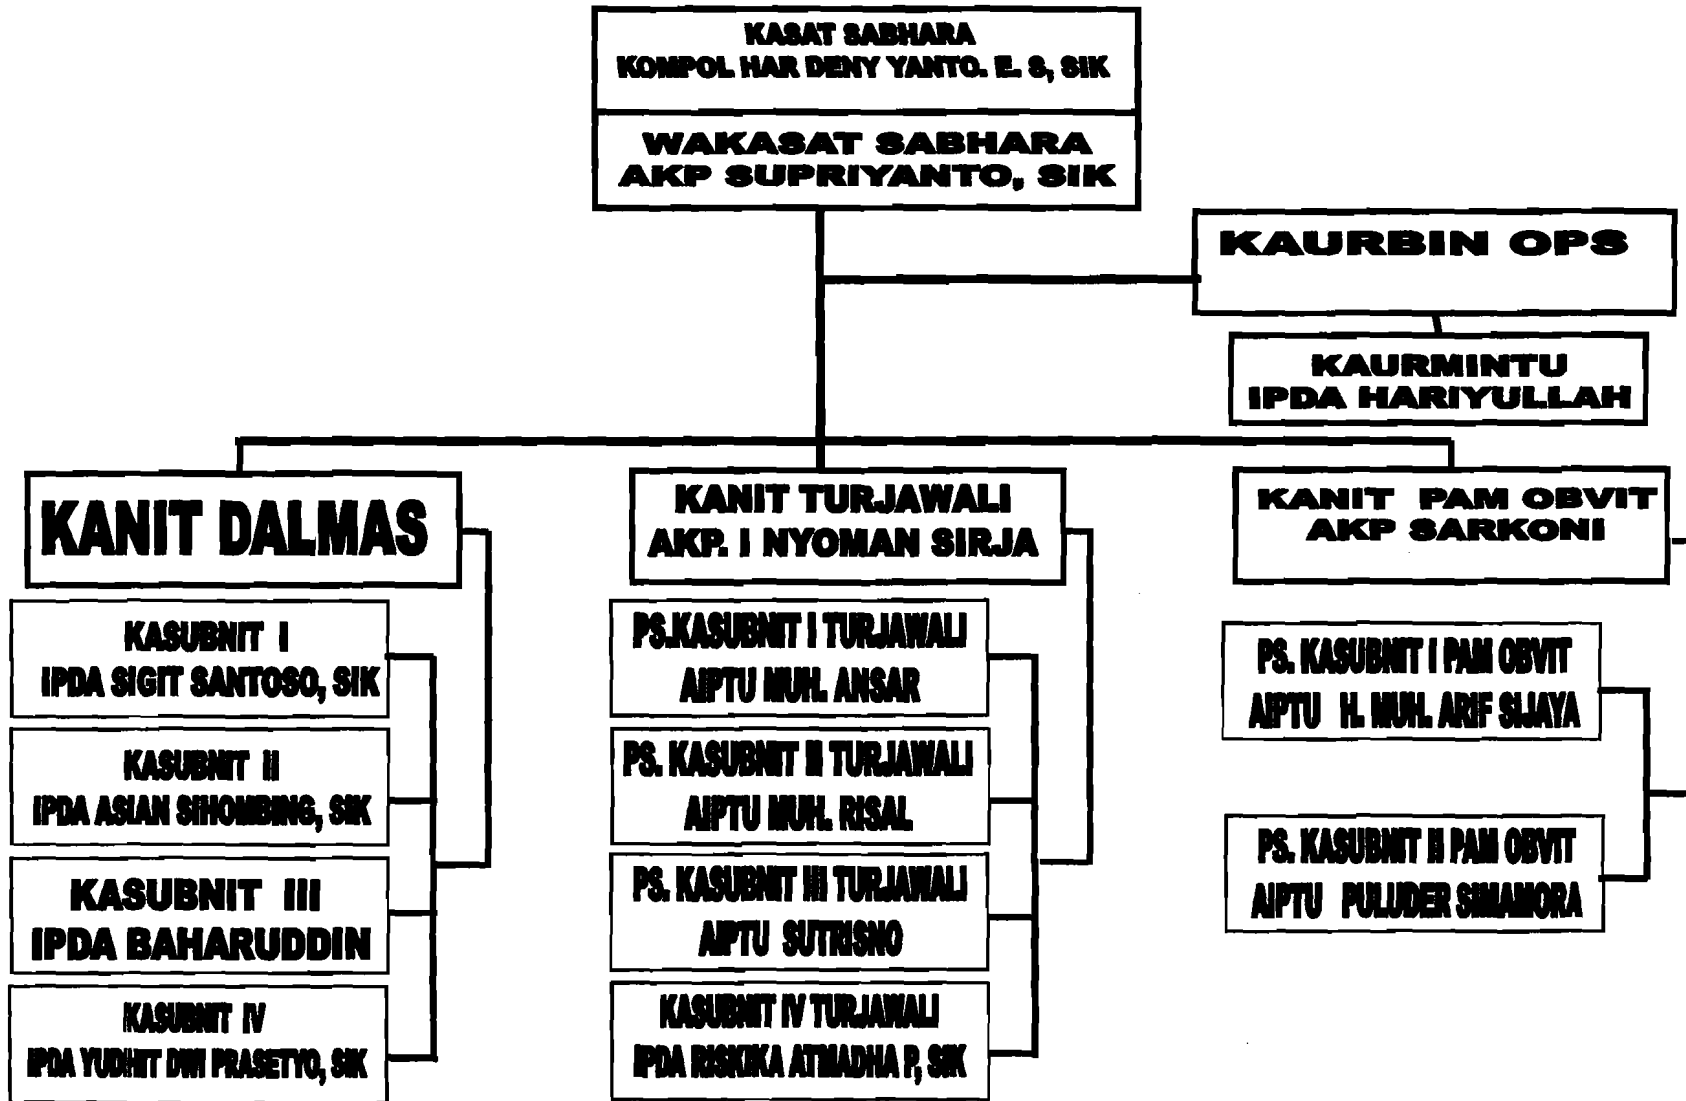 KASAT SABHARA
KOMPOL HAR DENY YANTO. E. S, SIK
WAKASAT SABHARA
AKP SUPRIYANTO, SIK
KAURBIN OPS
KAURMINTU
IPDA HARIYULLAH
KANIT DALMAS
KASUBNIT I
IPDA SIGIT SANTOSO, SIK
KASUBNIT II
IPDA ASIAN SIHOMBING, SIK
KASUBNIT III
IPDA BAHARUDDIN
KASUBNIT IV
IPDA YUDHIT DWI PRASETYO, SIK
KANIT TURJAWALI
AKP. I NYOMAN SIRJA
PS.KASUBNIT I TURJAWALI
AIPTU MUH. ANSAR
PS. KASUBNIT II TURJAWALI
AIPTU MUH. RISAL
PS. KASUBNIT III TURJAWALI
AIPTU SUTRISNO
KASUBNIT IV TURJAWALI
IPDA RISKIKA ATMADHA P, SIK
KANIT PAM OBVIT
AKP SARKONI
PS. KASUBNIT I PAM OBVIT
AIPTU H. MUH. ARIF SIJAYA
PS. KASUBNIT II PAM OBVIT
AIPTU PULUDER SIMAMORA